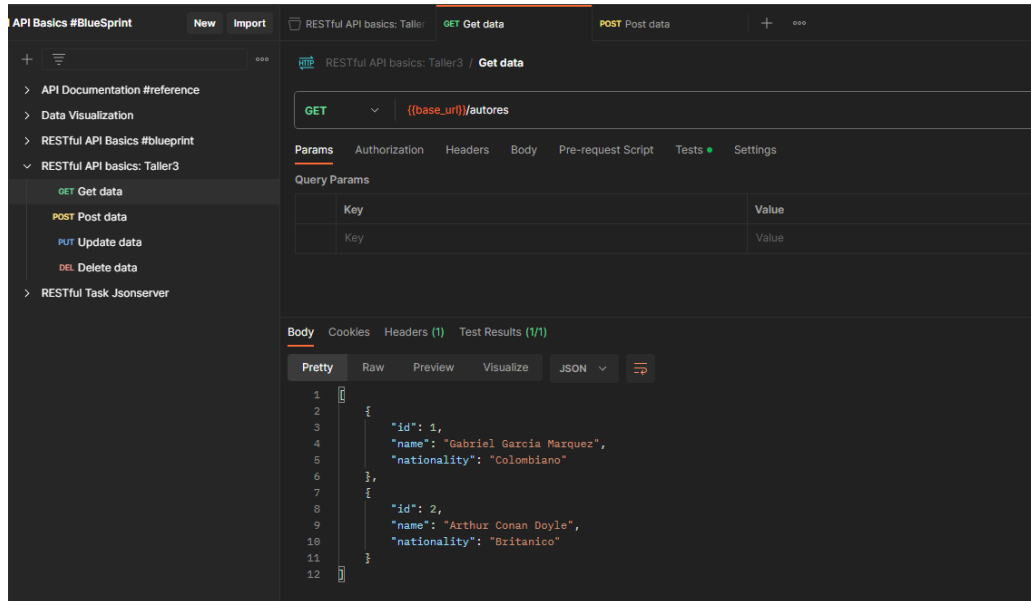 API Basics #BlueSprint New Import
RESTful API basics: Taller GET Get data POST Post data
RESTful API basics: Taller3 / Get data
API Documentation #reference
Data Visualization
RESTful API Basics #blueprint
RESTful API basics: Taller3
GET Get data
POST Post data
PUT Update data
DEL Delete data
RESTful Task Jsonserver
HTTP
GET {{base_url}}/autores
Params Authorization Headers Body Pre-request Script Tests Settings
Query Params
Key Value
Key Value
Body Cookies Headers (1) Test Results (1/1)
Pretty Raw Preview Visualize JSON
1 [
2 {
3 "id": 1,
4 "name": "Gabriel Garcia Marquez",
5 "nationality": "Colombiano"
6 },
7 {
8 "id": 2,
9 "name": "Arthur Conan Doyle",
10 "nationality": "Britanico"
11 }
12 ]